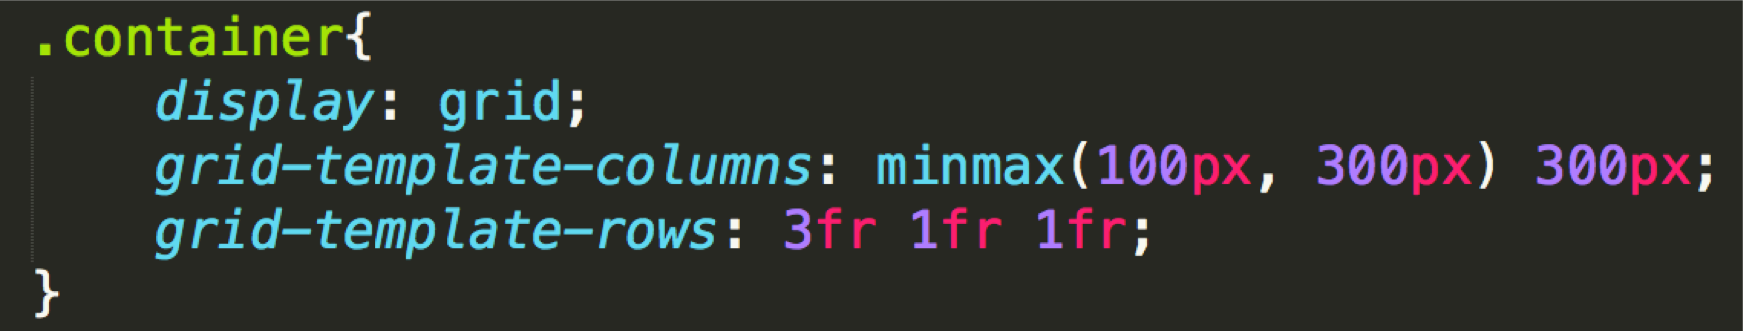 .container{
    display: grid;
    grid-template-columns: minmax(100px, 300px) 300px;
    grid-template-rows: 3fr 1fr 1fr;
}